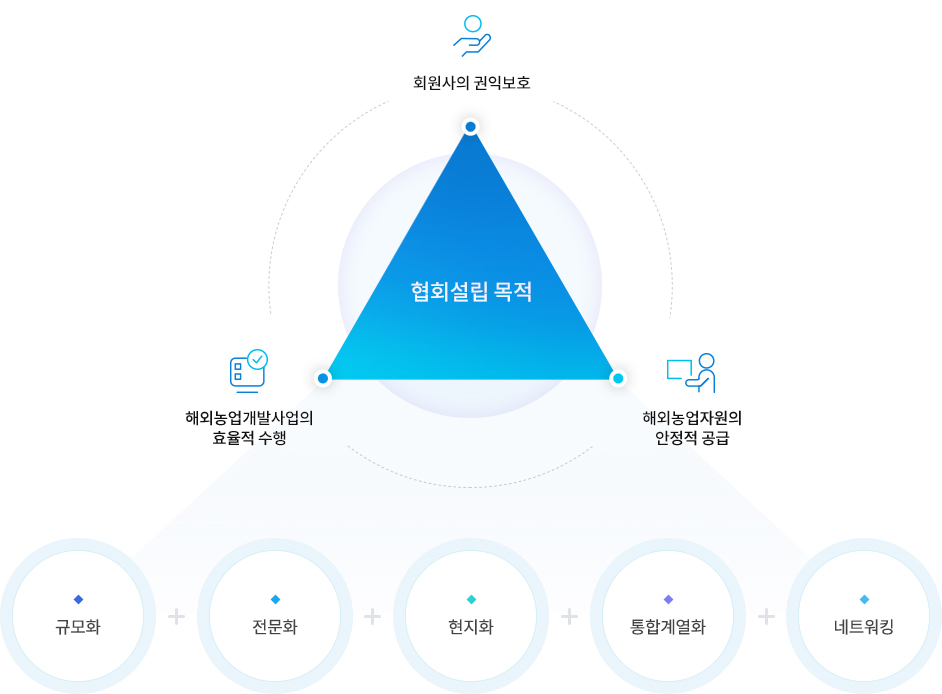 회원사의 권익보호
협회설립 목적
해외농업개발사업의
효율적 수행
해외농업자원의
안정적 공급
규모화
전문화
현지화
통합계열화
네트워킹